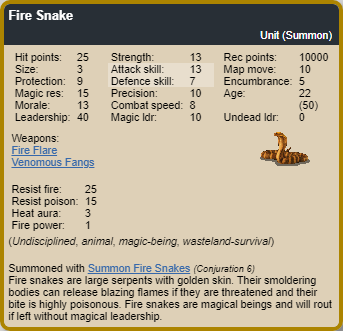 Fire Snake
Unit (Summon)
Hit points: 25 Strength: 13 Rec points: 10000
Size: 3 Attack skill: 13 Map move: 10
Protection: 9 Defence skill: 7 Encumbrance: 5
Magic res: 15 Precision: 10 Age: 22
Morale: 13 Combat speed: 8 (50)
Leadership: 40 Magic ldr: 10 Undead ldr: 0
Weapons:
Fire Flare
Venomous Fangs
Resist fire: 25
Resist poison: 15
Heat aura: 3
Fire power: 1
(Undisciplined, animal, magic-being, wasteland-survival)
Summoned with Summon Fire Snakes (Conjuration 6)
Fire snakes are large serpents with golden skin. Their smoldering
bodies can release blazing flames if they are threatened and their
bite is highly poisonous. Fire snakes are magical beings and will rout
if left without magical leadership.